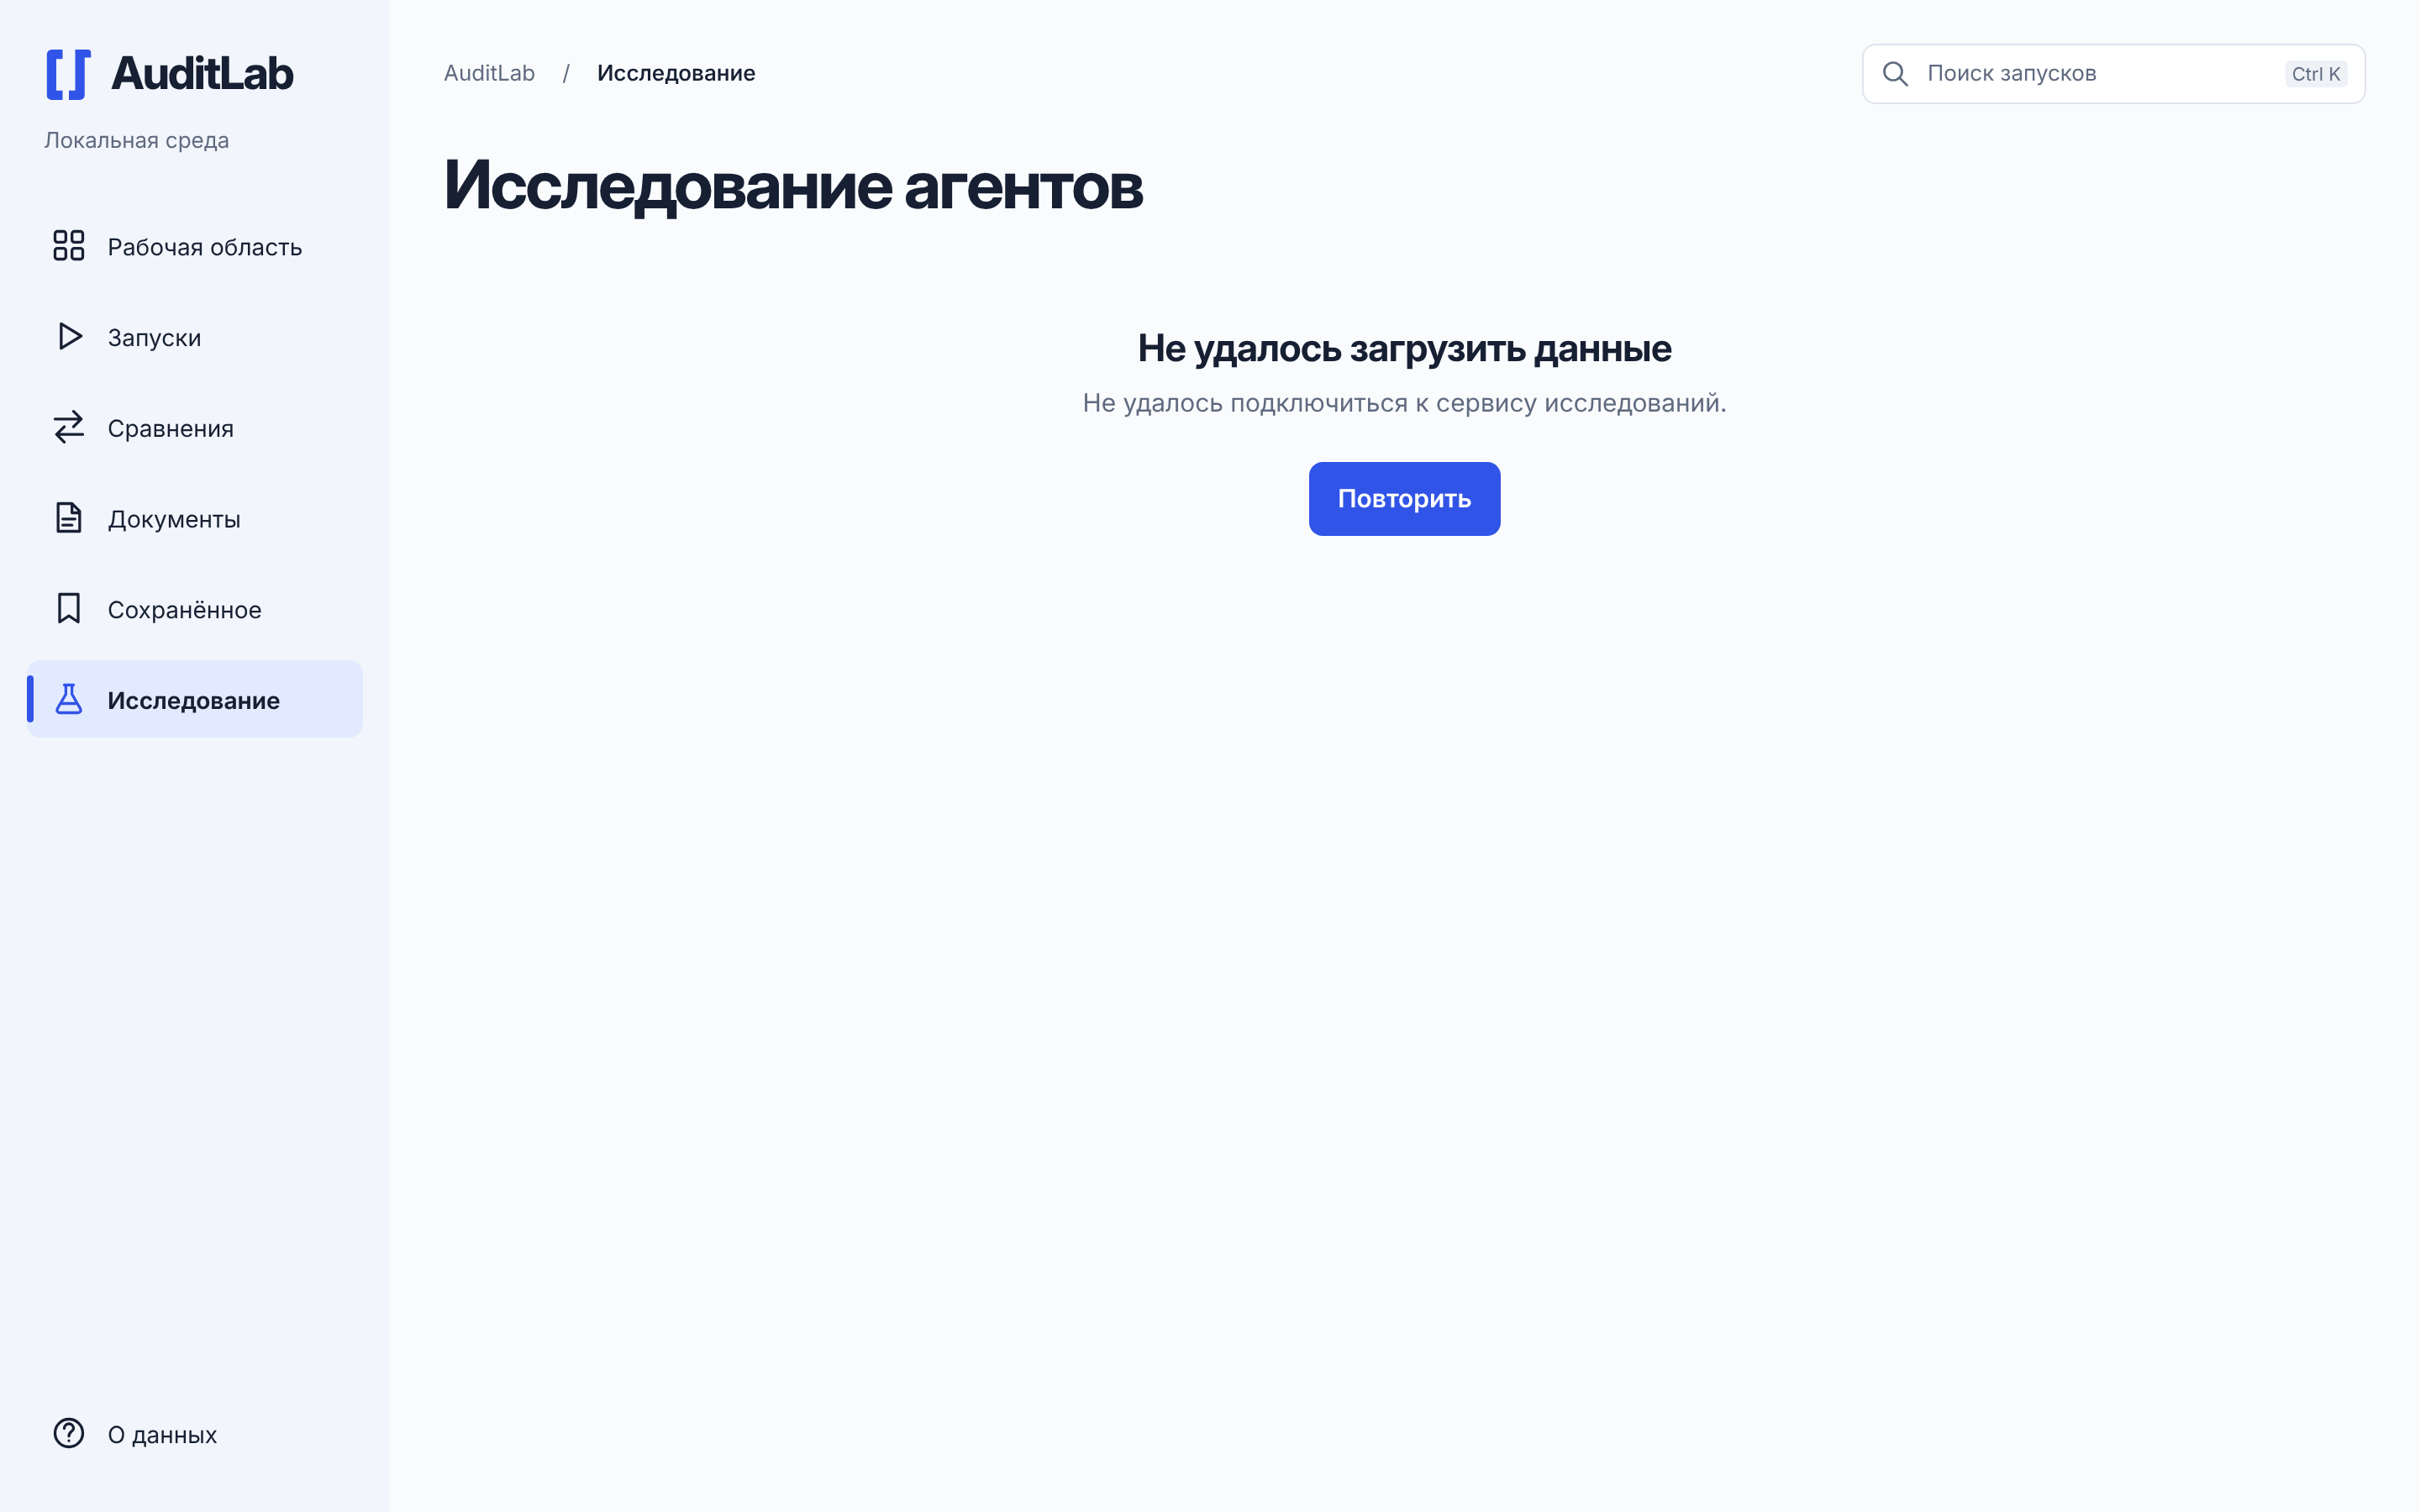 AuditLab
Локальная среда
Рабочая область
Запуски
Сравнения
Документы
Сохранённое
Исследование
О данных
AuditLab / Исследование
Поиск запусков Ctrl K
Исследование агентов
Не удалось загрузить данные
Не удалось подключиться к сервису исследований.
Повторить